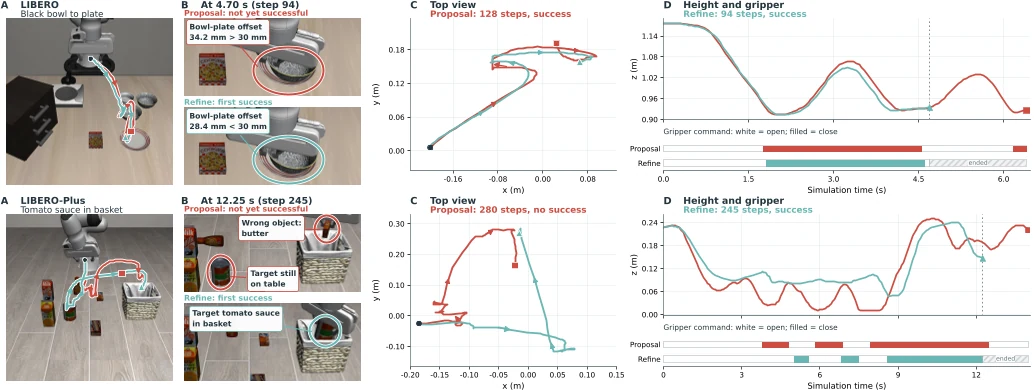 A LIBERO
Black bowl to plate
B At 4.70 s (step 94)
Proposal: not yet successful
Bowl-plate offset
34.2 mm > 30 mm
Refine: first success
Bowl-plate offset
28.4 mm < 30 mm
C Top view
Proposal: 128 steps, success
y (m)
0.18
0.12
0.06
0.00
-0.16 -0.08 0.00 0.08
x (m)
D Height and gripper
Refine: 94 steps, success
z (m)
1.14
1.08
1.02
0.96
0.90
Gripper command: white = open; filled = close
Proposal
Refine
ended
0.0 1.5 3.0 4.5 6.0
Simulation time (s)
A LIBERO-Plus
Tomato sauce in basket
B At 12.25 s (step 245)
Proposal: not yet successful
Wrong object:
butter
Target still
on table
Refine: first success
Target tomato sauce
in basket
C Top view
Proposal: 280 steps, no success
y (m)
0.30
0.20
0.10
0.00
-0.10
-0.20 -0.15 -0.10 -0.05 0.00 0.05 0.10 0.15
x (m)
D Height and gripper
Refine: 245 steps, success
z (m)
0.24
0.18
0.12
0.06
0.00
Gripper command: white = open; filled = close
Proposal
Refine
ended
0 3 6 9 12
Simulation time (s)